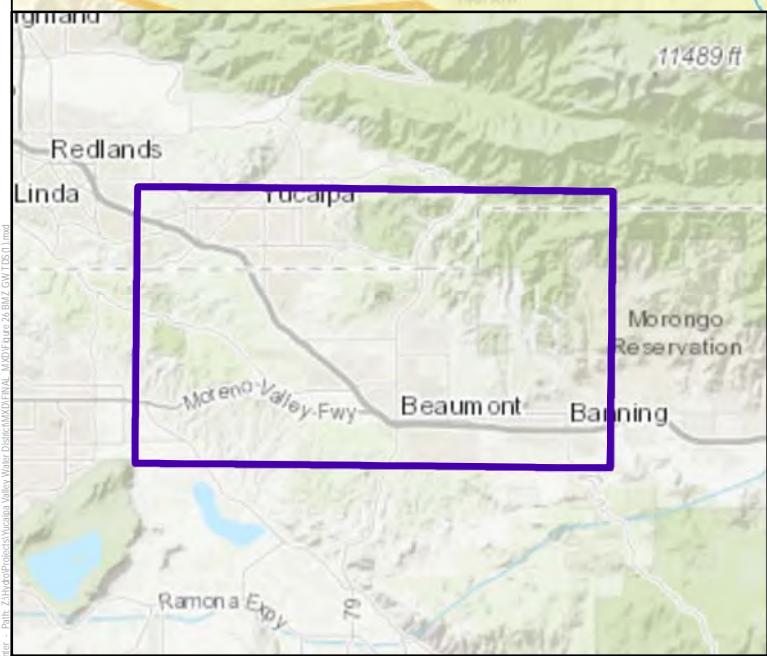 11489 ft
Redlands
Linda
Yucaipa
Morongo
Reservation
Moreno-Valley-Fwy
Beaumont
Banning
Ramona Expy
79